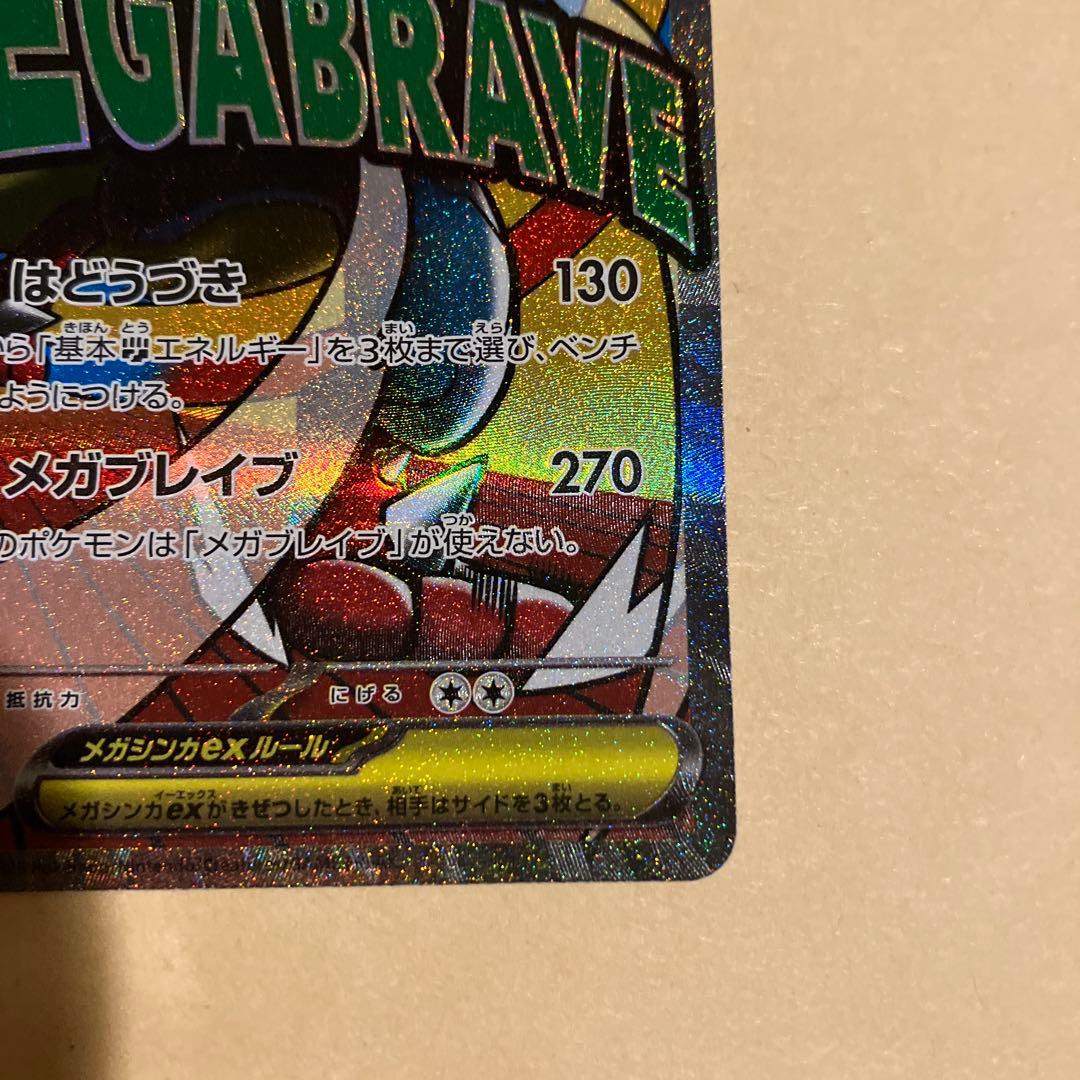 EGABRAVE
はどうづき 130
ら「基本エネルギー」を3枚まで選び、ベンチ
ようにつける。
メガブレイブ 270
のポケモンは「メガブレイブ」が使えない。
抵抗力 にげる
メガシンカexルール
メガシンカexがきぜつしたとき、相手はサイドを3枚とる。